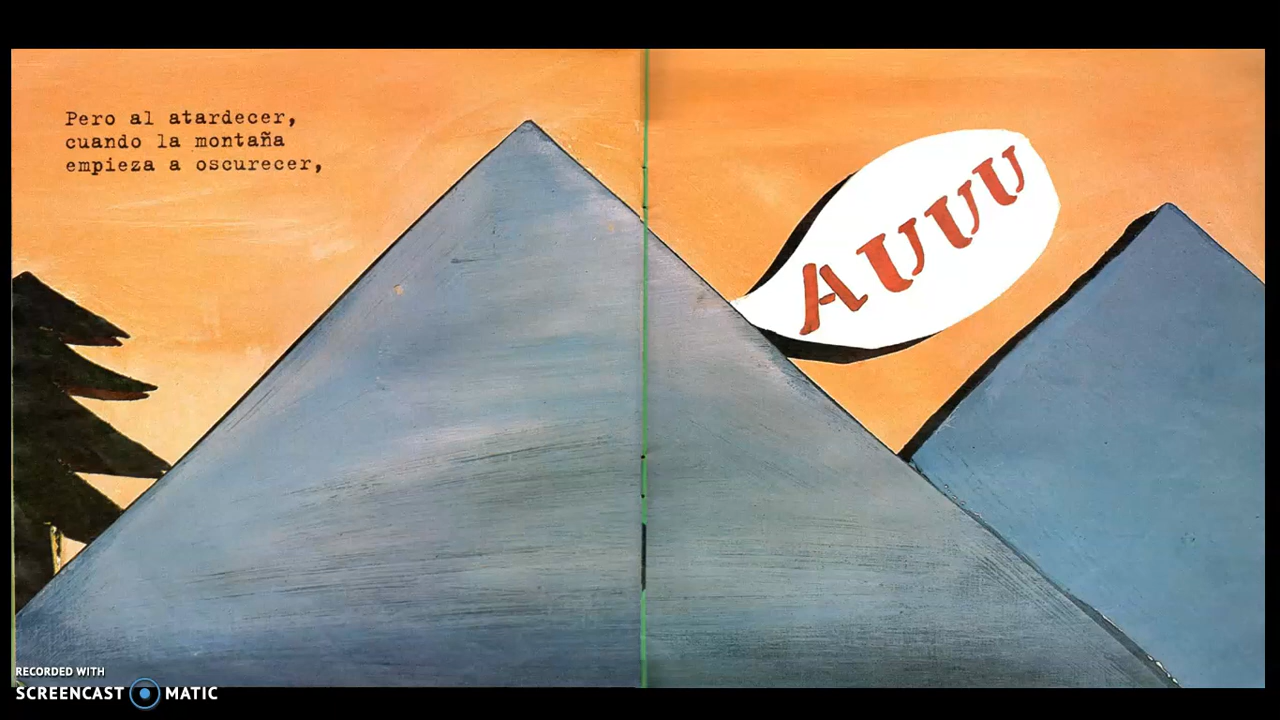 Pero al atardecer,
cuando la montaña
empieza a oscurecer,
AUUU
RECORDED WITH
SCREENCAST MATIC